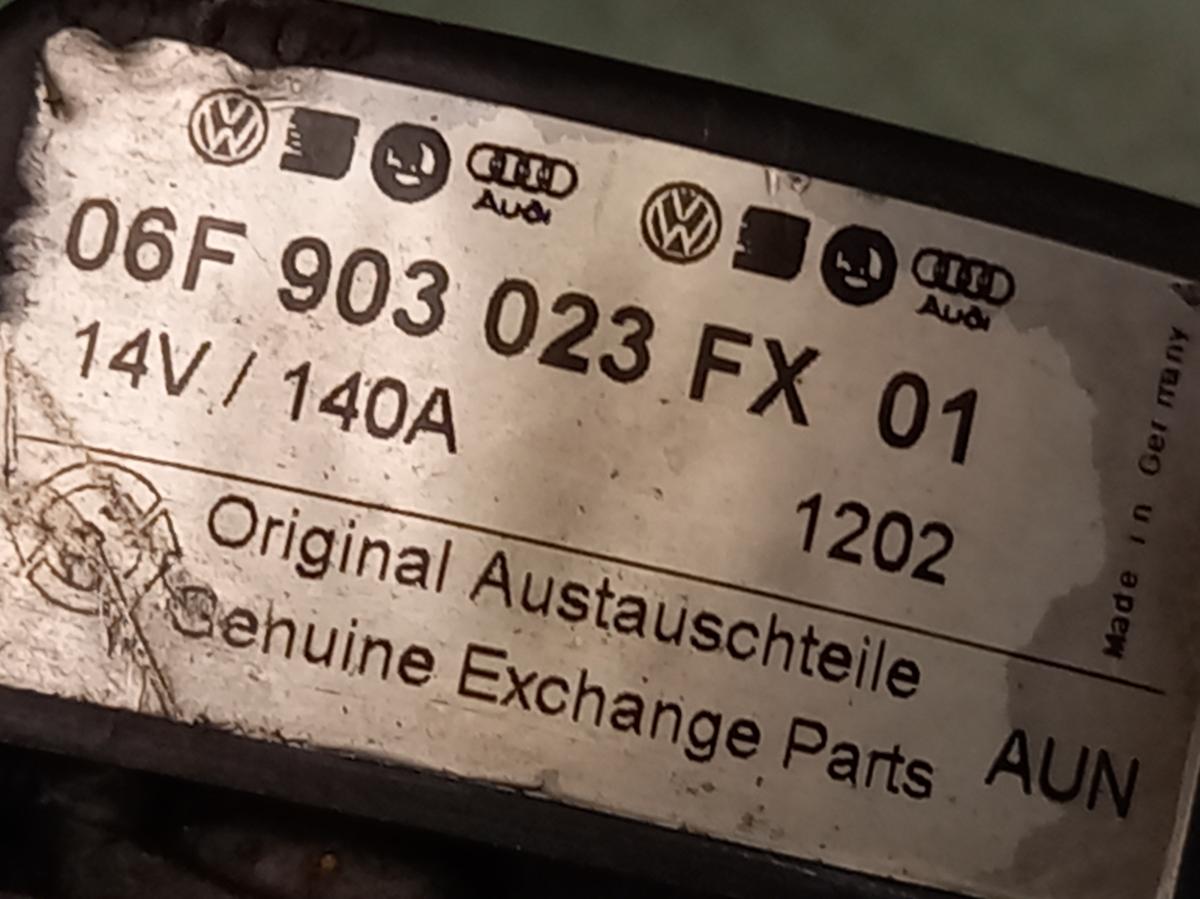 Audi Audi
06F 903 023 FX 01
14V / 140A
1202
Made in Germany
Original Austauschteile
Genuine Exchange Parts AUN